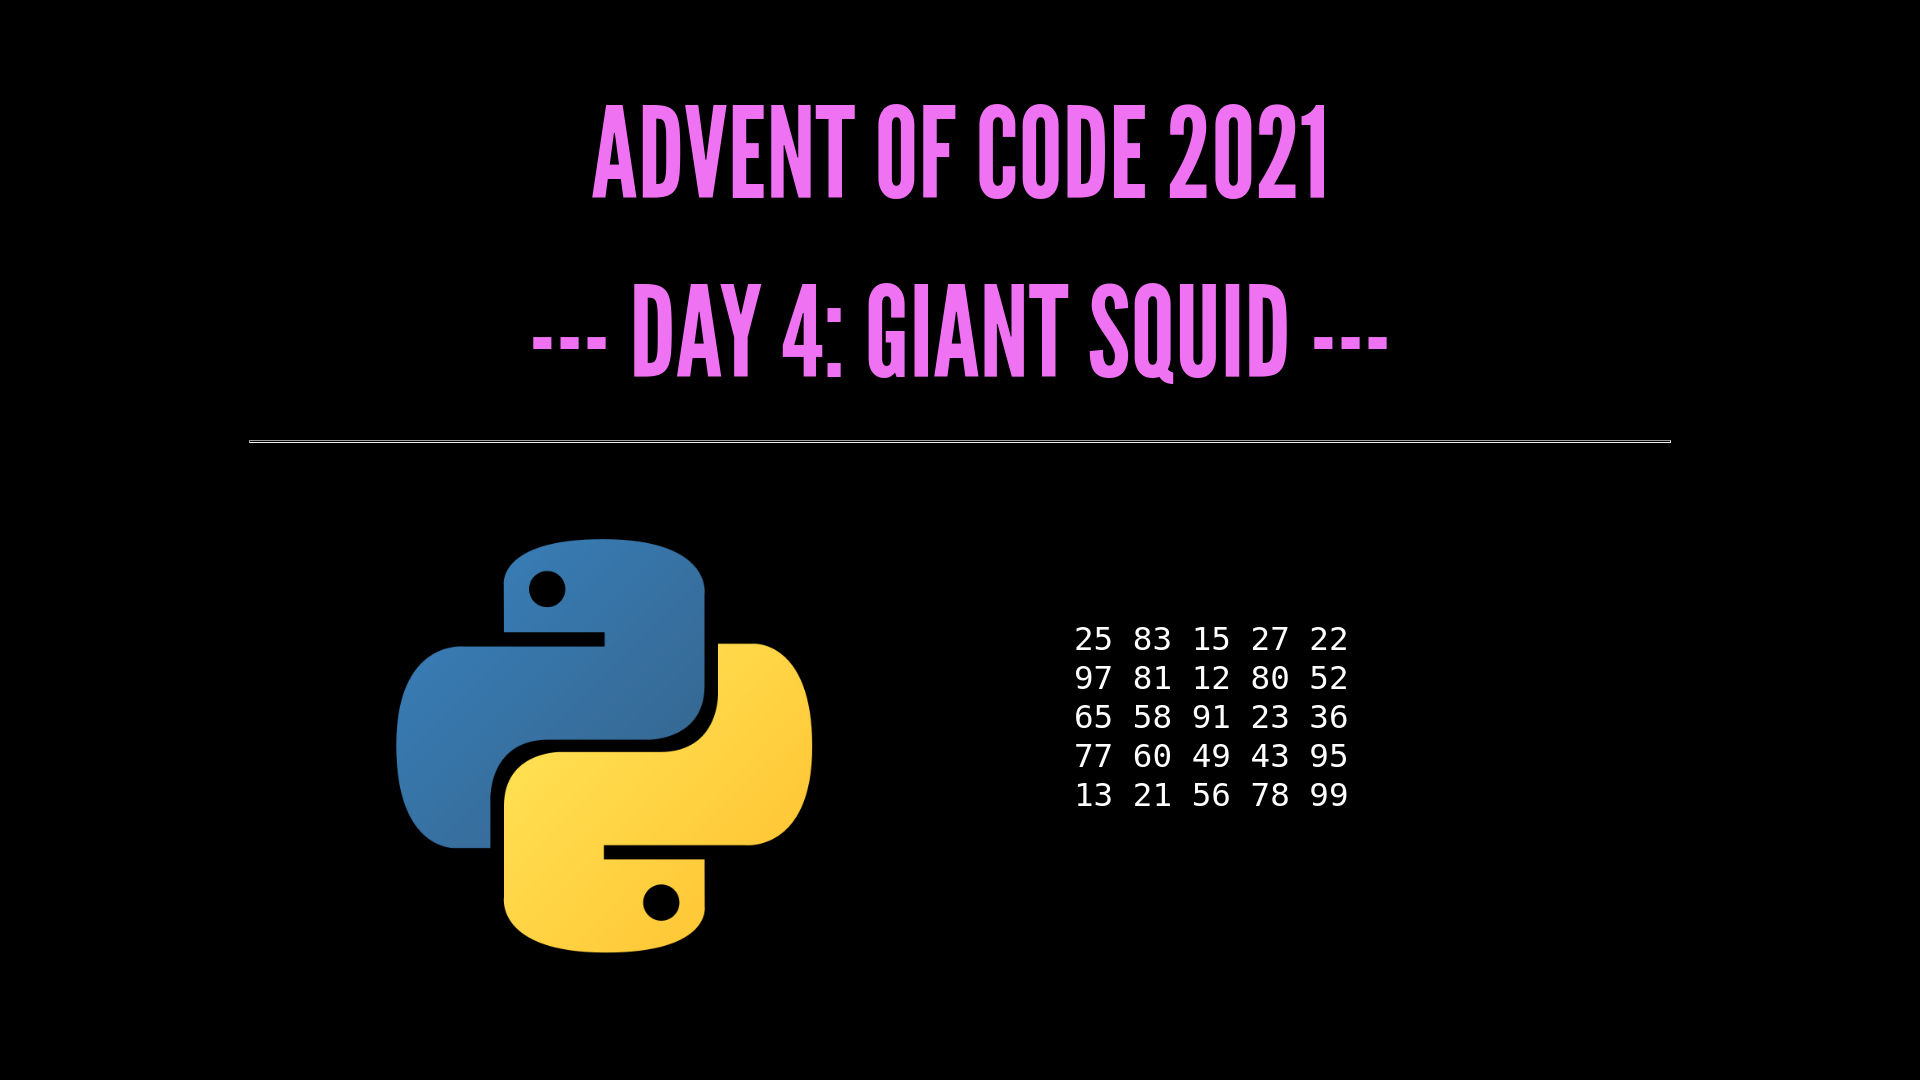 ADVENT OF CODE 2021
--- DAY 4: GIANT SQUID ---
25 83 15 27 22
97 81 12 80 52
65 58 91 23 36
77 60 49 43 95
13 21 56 78 99